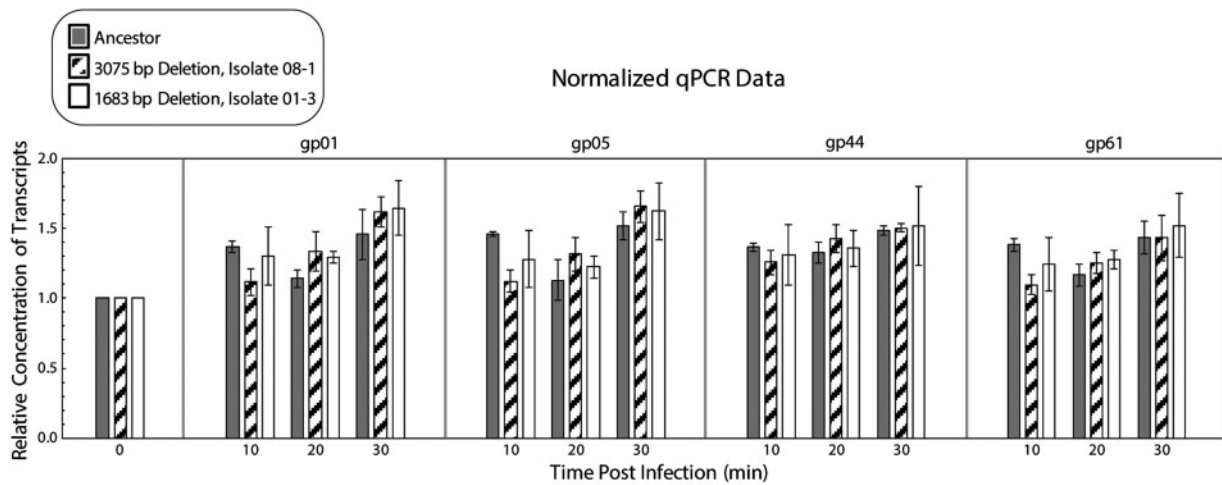 Ancestor
3075 bp Deletion, Isolate 08-1
1683 bp Deletion, Isolate 01-3
Normalized qPCR Data
gp01 gp05 gp44 gp61
Relative Concentration of Transcripts
2.0
1.5
1.0
0.5
0.0
0 10 20 30 10 20 30 10 20 30 10 20 30
Time Post Infection (min)